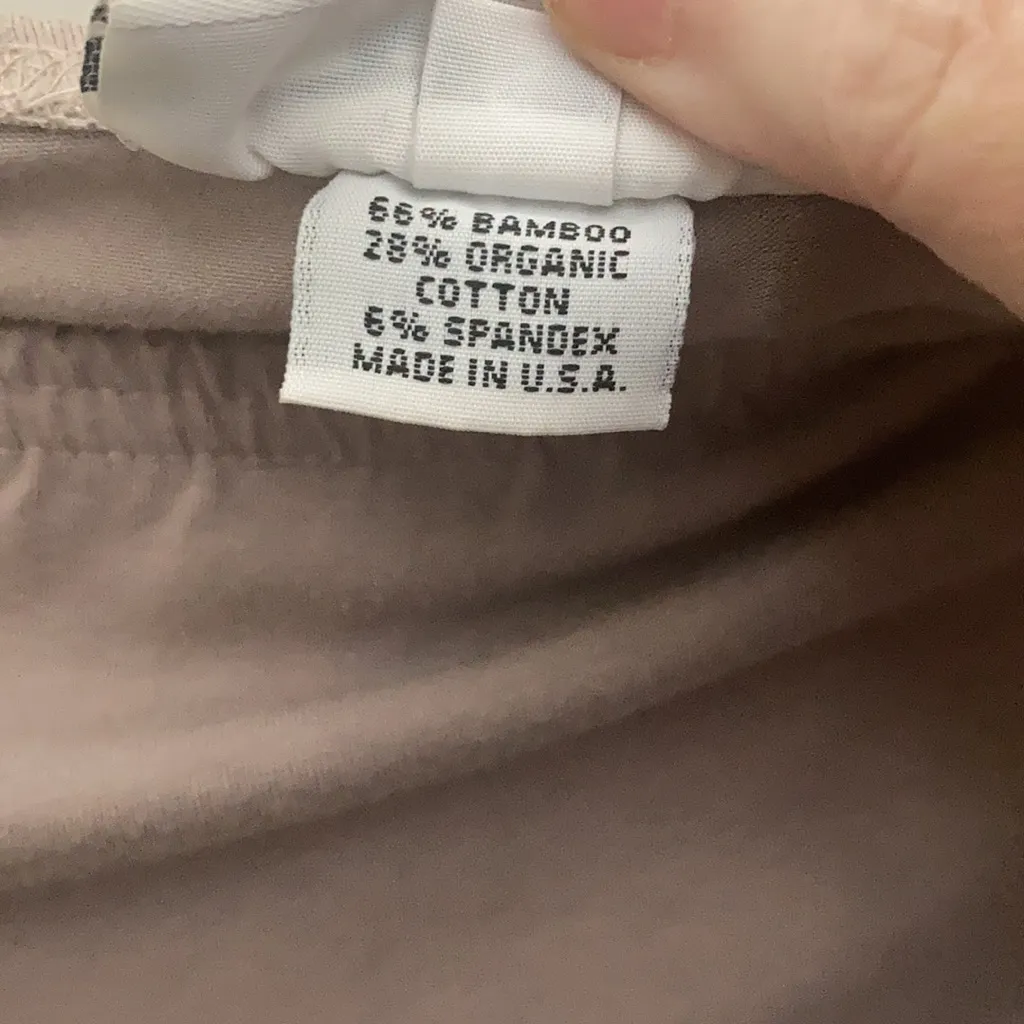 66% BAMBOO
28% ORGANIC
COTTON
6% SPANDEX
MADE IN U.S.A.